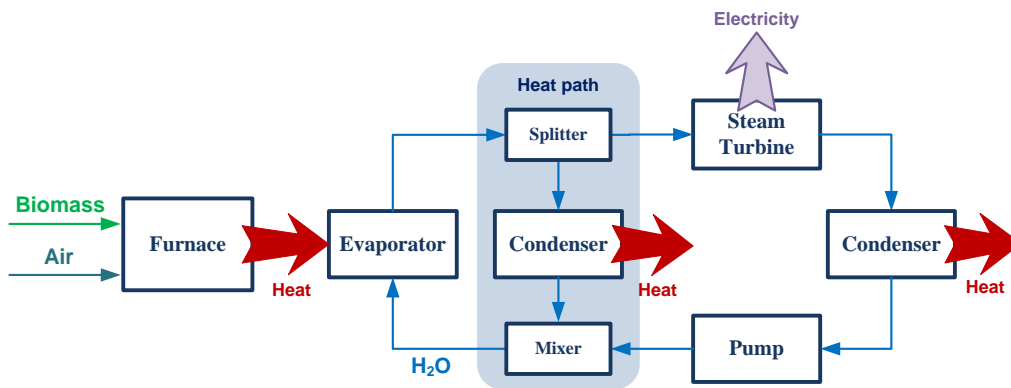 Electricity
Heat path
Splitter
Steam
Turbine
Biomass
Air
Furnace
Heat
Evaporator
Condenser
Heat
Condenser
Heat
H₂O
Mixer
Pump